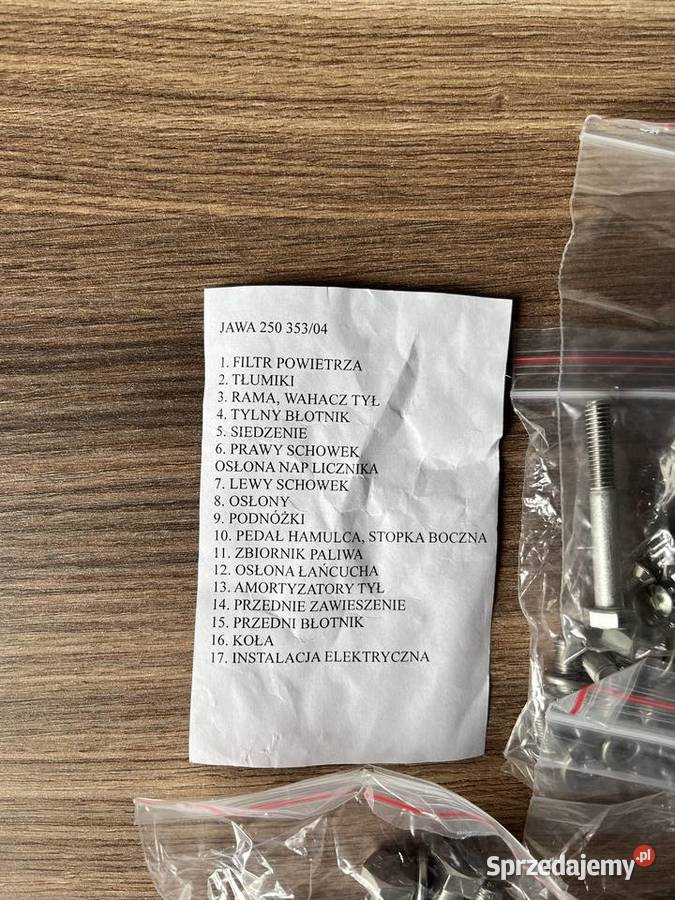 JAWA 250 353/04
1. FILTR POWIETRZA
2. TŁUMIKI
3. RAMA, WAHACZ TYŁ
4. TYLNY BŁOTNIK
5. SIEDZENIE
6. PRAWY SCHOWEK
OSŁONA NAP LICZNIKA
7. LEWY SCHOWEK
8. OSŁONY
9. PODNÓŻKI
10. PEDAŁ HAMULCA, STOPKA BOCZNA
11. ZBIORNIK PALIWA
12. OSŁONA ŁAŃCUCHA
13. AMORTYZATORY TYŁ
14. PRZEDNIE ZAWIESZENIE
15. PRZEDNI BŁOTNIK
16. KOŁA
17. INSTALACJA ELEKTRYCZNA
Sprzedajemy.pl